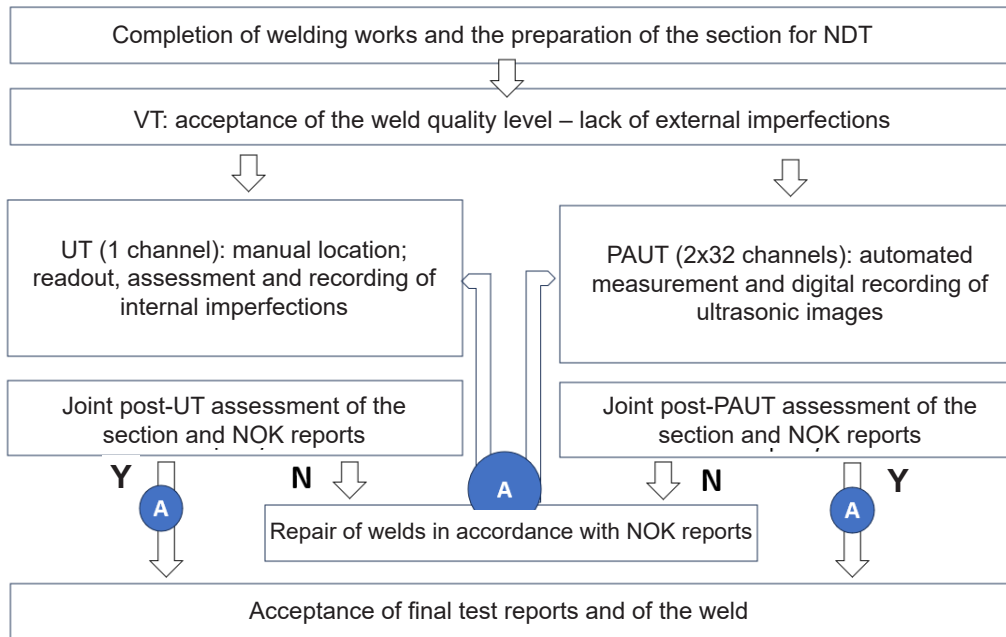 Completion of welding works and the preparation of the section for NDT
VT: acceptance of the weld quality level – lack of external imperfections
UT (1 channel): manual location;
readout, assessment and recording of
internal imperfections
PAUT (2x32 channels): automated
measurement and digital recording of
ultrasonic images
Joint post-UT assessment of the
section and NOK reports
Joint post-PAUT assessment of the
section and NOK reports
Y
N
A
A
N
Y
A
Repair of welds in accordance with NOK reports
Acceptance of final test reports and of the weld